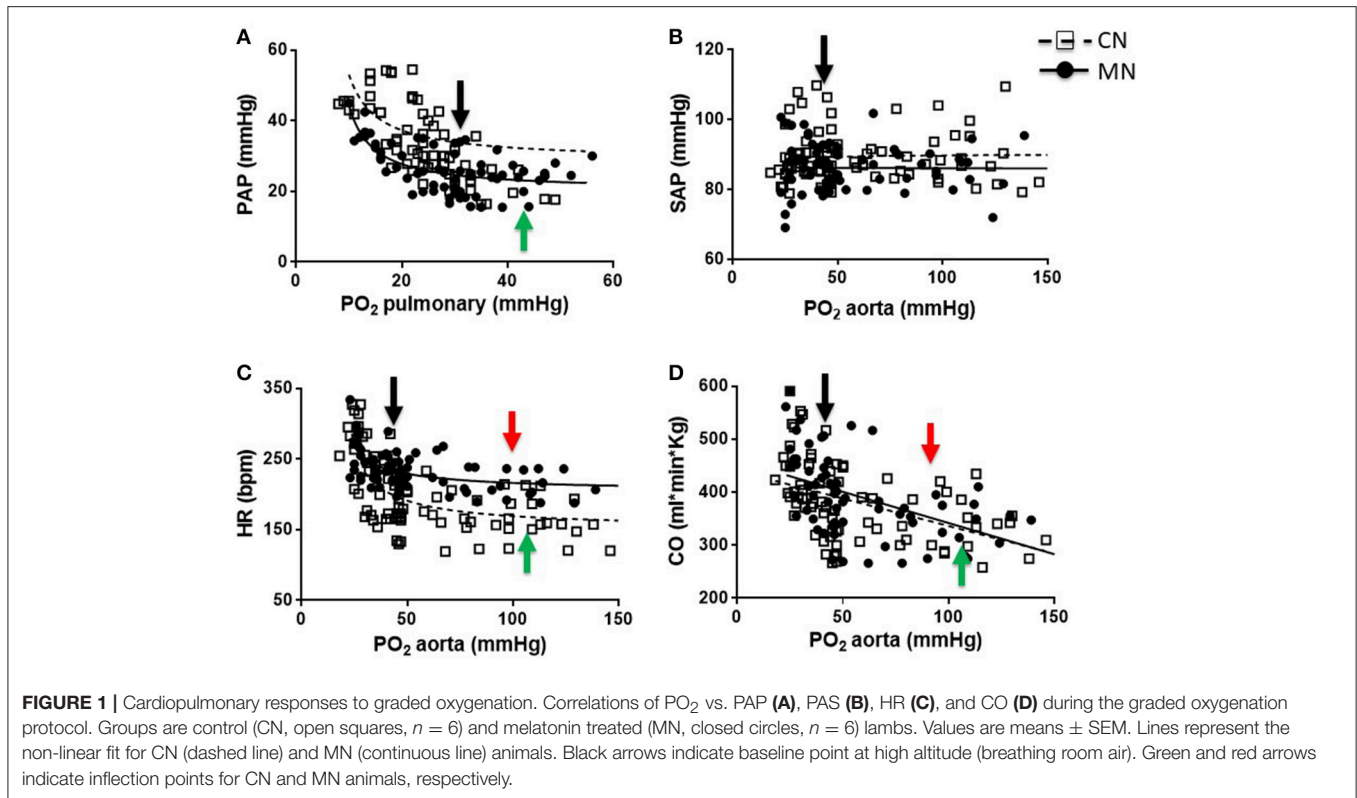 A
B
CN
MN
60
40
20
0
PAP (mmHg)
0 20 40 60
PO₂ pulmonary (mmHg)
120
100
80
60
SAP (mmHg)
0 50 100 150
PO₂ aorta (mmHg)
C
D
350
250
150
50
HR (bpm)
0 50 100 150
PO₂ aorta (mmHg)
600
500
400
300
200
CO (ml*min*Kg)
0 50 100 150
PO₂ aorta (mmHg)
FIGURE 1 | Cardiopulmonary responses to graded oxygenation. Correlations of PO₂ vs. PAP (A), PAS (B), HR (C), and CO (D) during the graded oxygenation
protocol. Groups are control (CN, open squares, n = 6) and melatonin treated (MN, closed circles, n = 6) lambs. Values are means ± SEM. Lines represent the
non-linear fit for CN (dashed line) and MN (continuous line) animals. Black arrows indicate baseline point at high altitude (breathing room air). Green and red arrows
indicate inflection points for CN and MN animals, respectively.